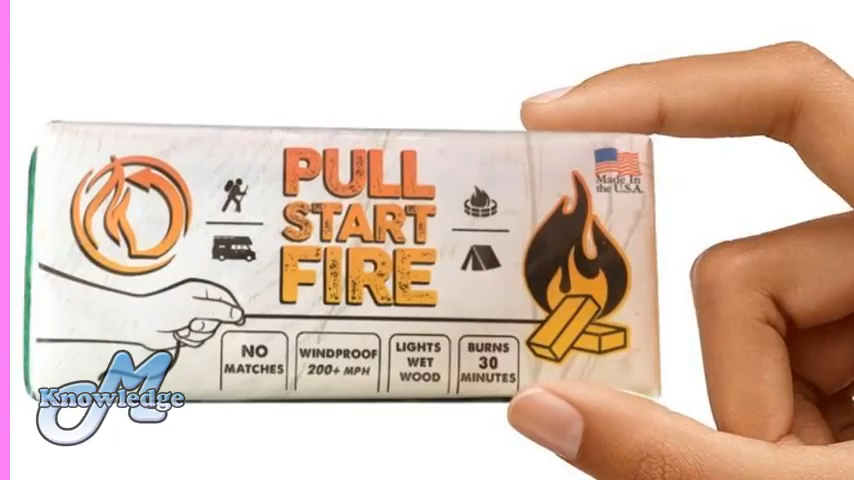 PULL
START
FIRE
Made In
the U.S.A.
NO
MATCHES
WINDPROOF
200+ MPH
LIGHTS
WET
WOOD
BURNS
30
MINUTES
M
Knowledge